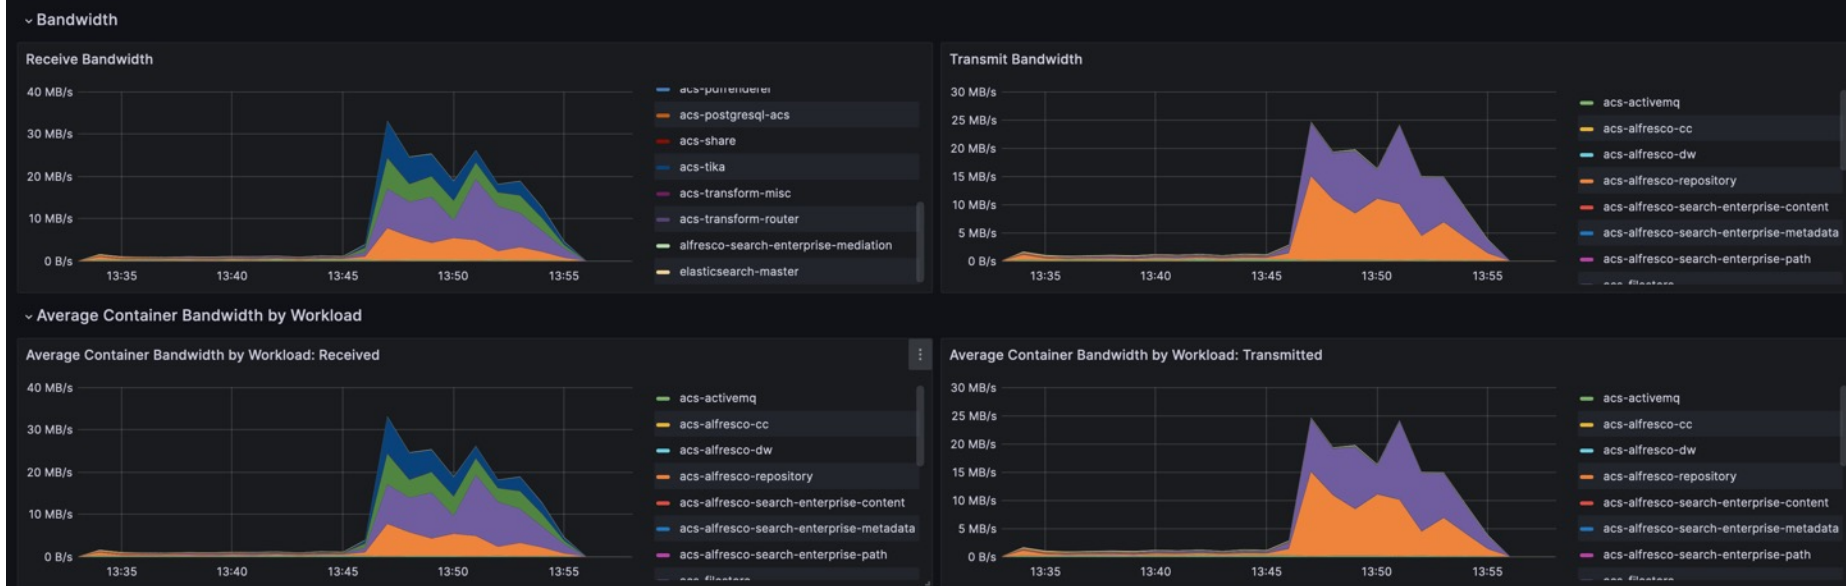 Bandwidth
Receive Bandwidth
40 MB/s
30 MB/s
20 MB/s
10 MB/s
0 B/s
13:35
13:40
13:45
13:50
13:55
acs-pdfrenderer
acs-postgresql-acs
acs-share
acs-tika
acs-transform-misc
acs-transform-router
alfresco-search-enterprise-mediation
elasticsearch-master
Transmit Bandwidth
30 MB/s
25 MB/s
20 MB/s
15 MB/s
10 MB/s
5 MB/s
0 B/s
13:35
13:40
13:45
13:50
13:55
acs-activemq
acs-alfresco-cc
acs-alfresco-dw
acs-alfresco-repository
acs-alfresco-search-enterprise-content
acs-alfresco-search-enterprise-metadata
acs-alfresco-search-enterprise-path
acs-filestore
Average Container Bandwidth by Workload
Average Container Bandwidth by Workload: Received
40 MB/s
30 MB/s
20 MB/s
10 MB/s
0 B/s
13:35
13:40
13:45
13:50
13:55
acs-activemq
acs-alfresco-cc
acs-alfresco-dw
acs-alfresco-repository
acs-alfresco-search-enterprise-content
acs-alfresco-search-enterprise-metadata
acs-alfresco-search-enterprise-path
acs-filestore
Average Container Bandwidth by Workload: Transmitted
30 MB/s
25 MB/s
20 MB/s
15 MB/s
10 MB/s
5 MB/s
0 B/s
13:35
13:40
13:45
13:50
13:55
acs-activemq
acs-alfresco-cc
acs-alfresco-dw
acs-alfresco-repository
acs-alfresco-search-enterprise-content
acs-alfresco-search-enterprise-metadata
acs-alfresco-search-enterprise-path
acs-filestore